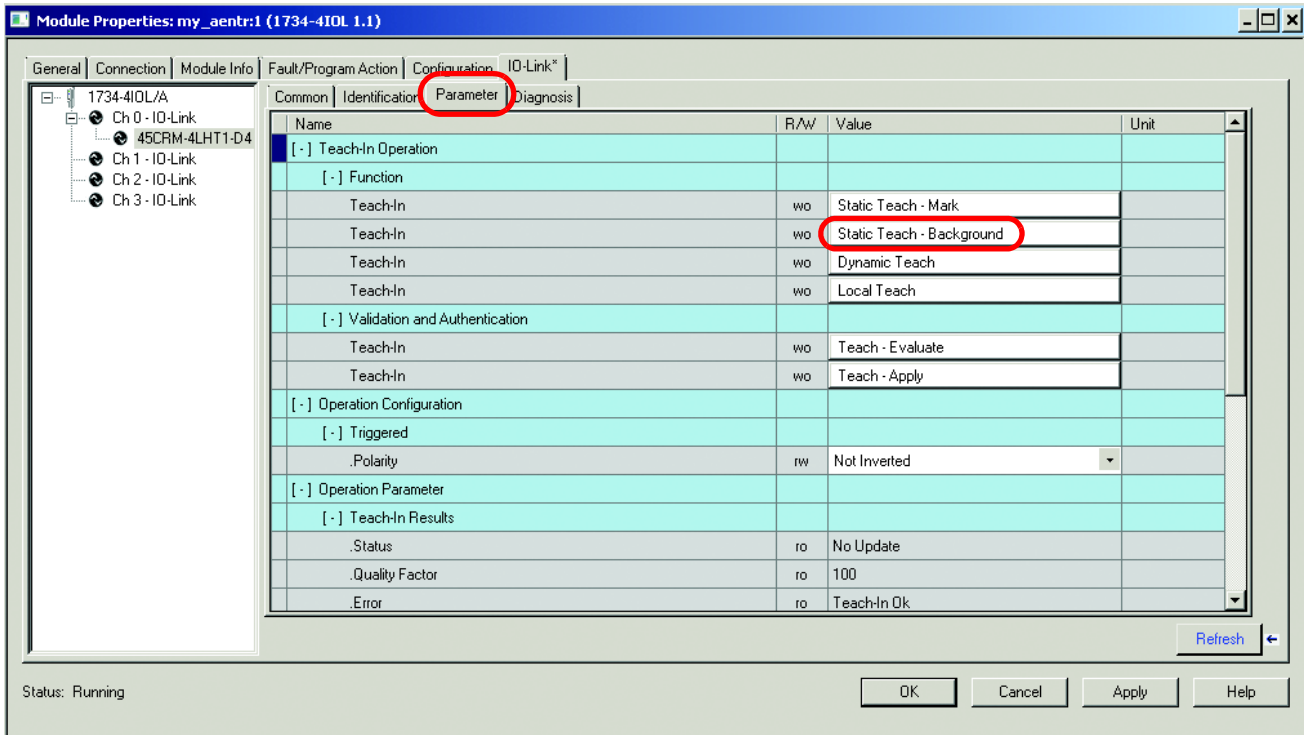 Module Properties: my_aentr:1 (1734-4IOL 1.1)
General Connection Module Info Fault/Program Action Configuration IO-Link*
1734-4IOL/A
Ch 0 - IO-Link
45CRM-4LHT1-D4
Ch 1 - IO-Link
Ch 2 - IO-Link
Ch 3 - IO-Link
Common Identification Parameter Diagnosis
Name R/W Value Unit
[-] Teach-In Operation
[-] Function
Teach-In wo Static Teach - Mark
Teach-In wo Static Teach - Background
Teach-In wo Dynamic Teach
Teach-In wo Local Teach
[-] Validation and Authentication
Teach-In wo Teach - Evaluate
Teach-In wo Teach - Apply
[-] Operation Configuration
[-] Triggered
.Polarity rw Not Inverted
[-] Operation Parameter
[-] Teach-In Results
.Status ro No Update
.Quality Factor ro 100
.Error ro Teach-In Ok
Refresh
Status: Running
OK Cancel Apply Help